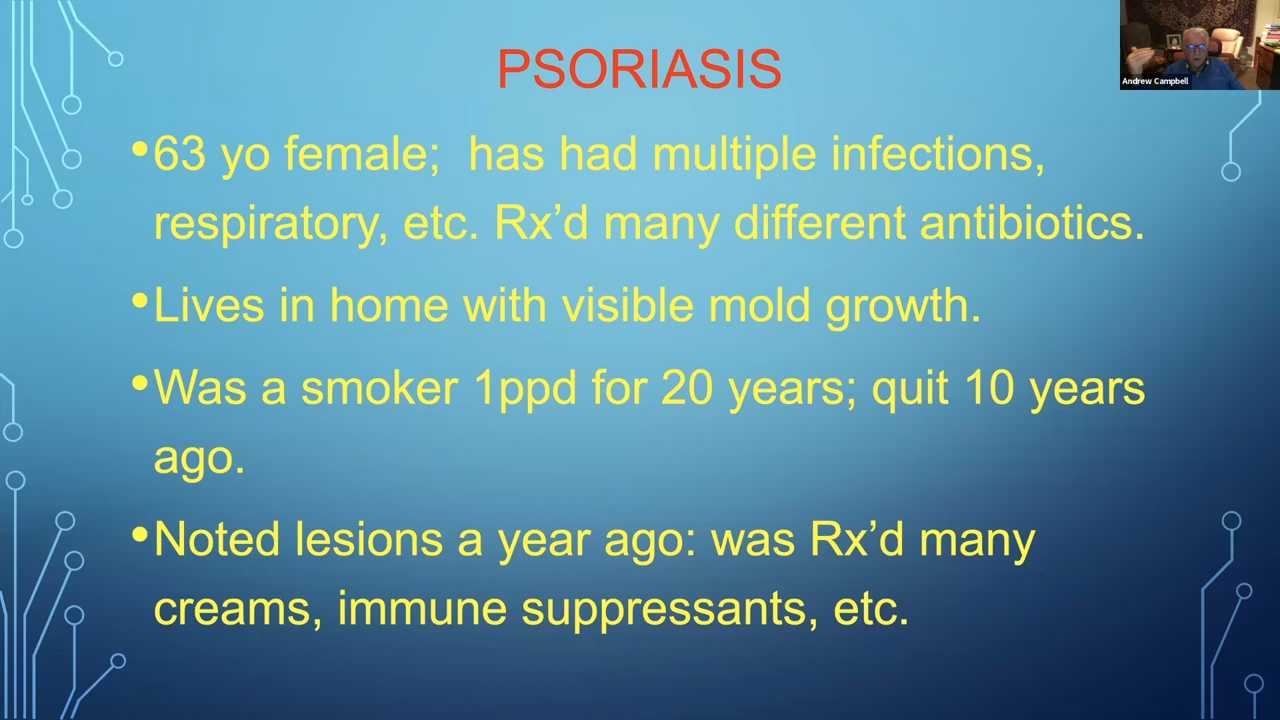 PSORIASIS
Andrew Campbell
•63 yo female;  has had multiple infections,
respiratory, etc. Rx’d many different antibiotics.
•Lives in home with visible mold growth.
•Was a smoker 1ppd for 20 years; quit 10 years
ago.
•Noted lesions a year ago: was Rx’d many
creams, immune suppressants, etc.